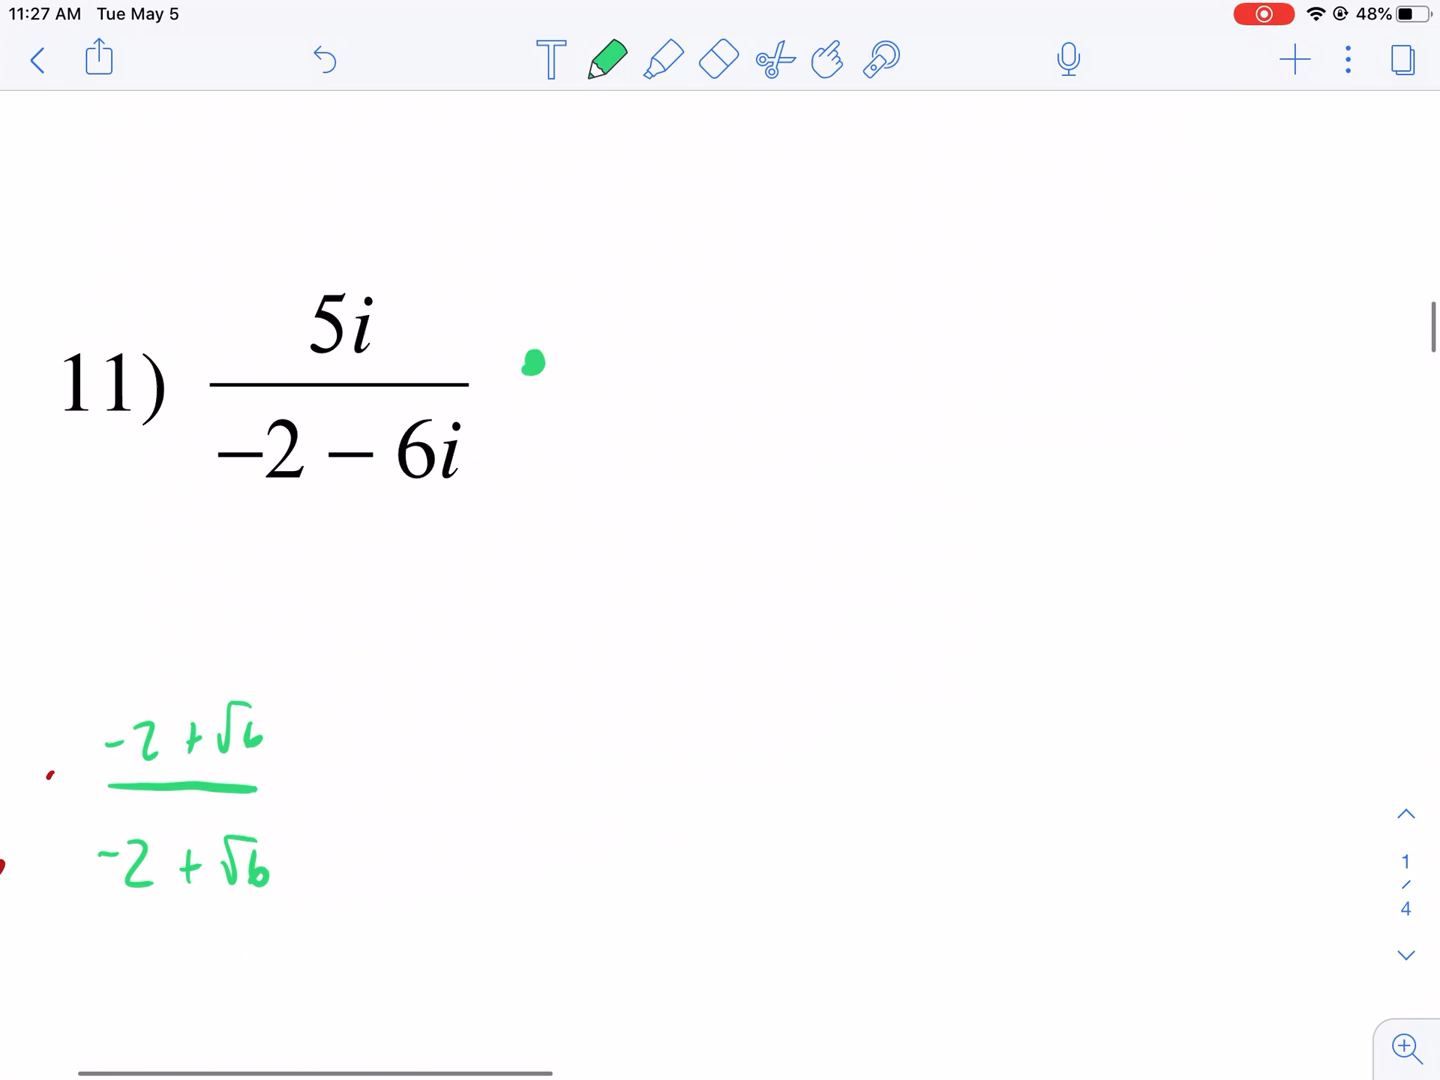 11:27 AM Tue May 5 48%
T
11) 5i
−2 − 6i
-2 + √6
-2 + √6
1
/
4